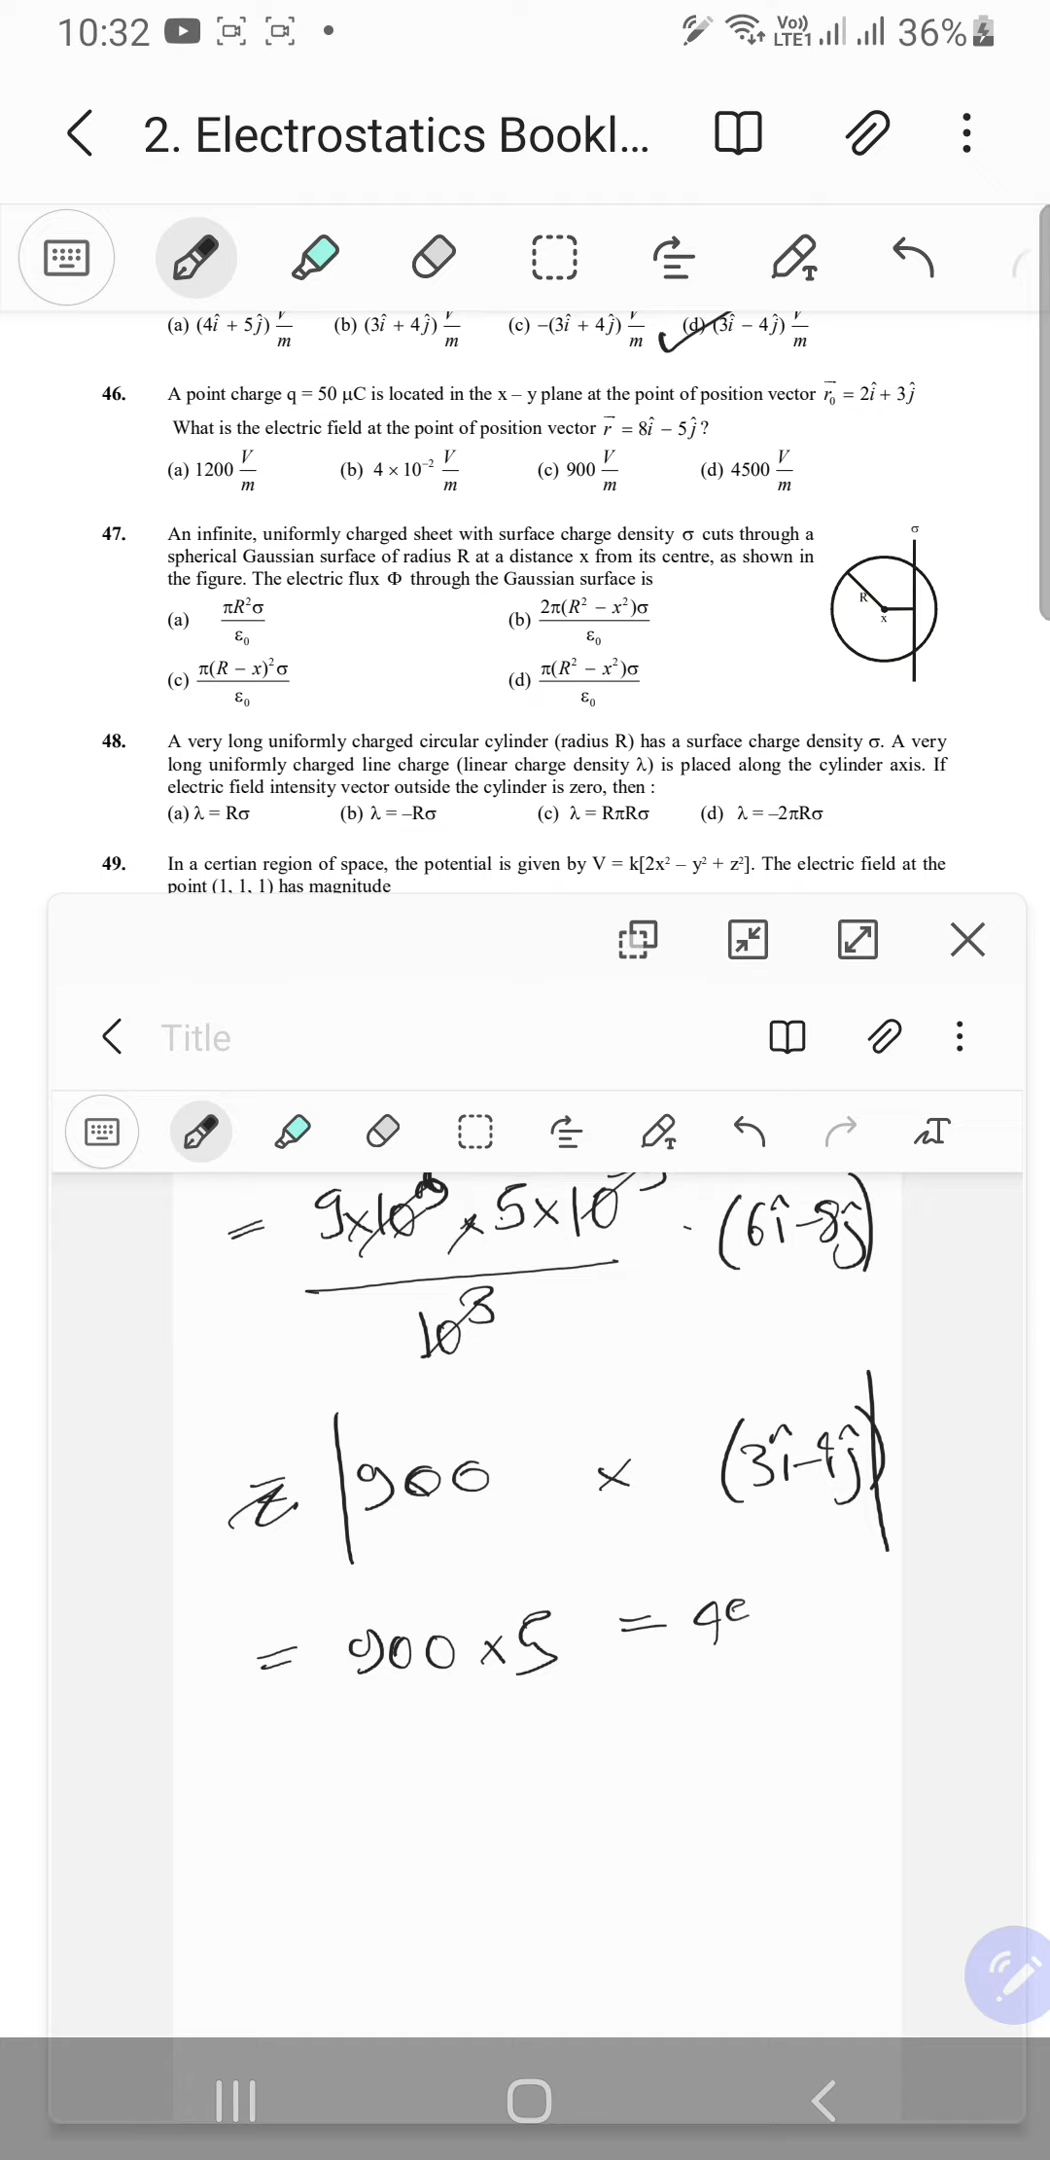 10:32 Vo)) LTE1 36%
2. Electrostatics Bookl...
(a) (4î + 5ĵ) V/m (b) (3î + 4ĵ) V/m (c) –(3î + 4ĵ) V/m (d) (3î – 4ĵ) V/m
46. A point charge q = 50 μC is located in the x – y plane at the point of position vector r₀⃗ = 2î + 3ĵ
What is the electric field at the point of position vector r⃗ = 8î – 5ĵ?
(a) 1200 V/m (b) 4 × 10⁻² V/m (c) 900 V/m (d) 4500 V/m
47. An infinite, uniformly charged sheet with surface charge density σ cuts through a
spherical Gaussian surface of radius R at a distance x from its centre, as shown in
the figure. The electric flux Φ through the Gaussian surface is
(a) πR²σ/ε₀ (b) 2π(R² – x²)σ/ε₀
(c) π(R – x)²σ/ε₀ (d) π(R² – x²)σ/ε₀
σ
R
x
48. A very long uniformly charged circular cylinder (radius R) has a surface charge density σ. A very
long uniformly charged line charge (linear charge density λ) is placed along the cylinder axis. If
electric field intensity vector outside the cylinder is zero, then :
(a) λ = Rσ (b) λ = –Rσ (c) λ = RπRσ (d) λ = –2πRσ
49. In a certian region of space, the potential is given by V = k[2x² – y² + z²]. The electric field at the
point (1, 1, 1) has magnitude
Title
= 9×10 × 5×10 / 10³ · (6î–8ĵ)
|900 × (3î–4ĵ)|
= 900 × 5 = 4